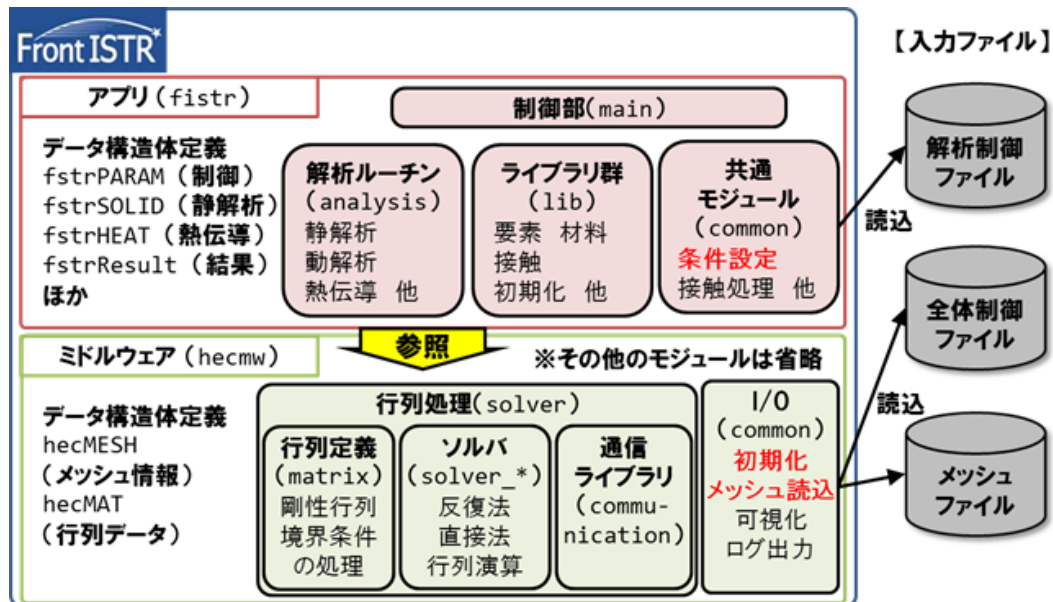 FrontISTR
【入力ファイル】
アプリ(fistr)
制御部(main)
データ構造体定義
fstrPARAM (制御)
fstrSOLID (静解析)
fstrHEAT (熱伝導)
fstrResult (結果)
ほか
解析ルーチン
(analysis)
静解析
動解析
熱伝導 他
ライブラリ群
(lib)
要素 材料
接触
初期化 他
共通
モジュール
(common)
条件設定
接触処理 他
読込
解析制御
ファイル
参照
ミドルウェア(hecmw)
※その他のモジュールは省略
データ構造体定義
hecMESH
(メッシュ情報)
hecMAT
(行列データ)
行列処理(solver)
行列定義
(matrix)
剛性行列
境界条件
の処理
ソルバ
(solver_*)
反復法
直接法
行列演算
通信
ライブラリ
(commu-
nication)
I/O
(common)
初期化
メッシュ読込
可視化
ログ出力
読込
全体制御
ファイル
メッシュ
ファイル